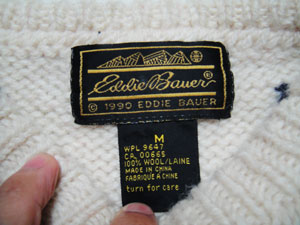 Eddie Bauer®
© 1990 EDDIE BAUER
M
WPL 9647
CA 00665
100% WOOL/LAINE
MADE IN CHINA
FABRIQUÉ À CHINE
turn for care